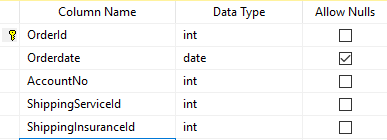 Column Name Data Type Allow Nulls
OrderId int
Orderdate date
AccountNo int
ShippingServiceId int
ShippingInsuranceId int